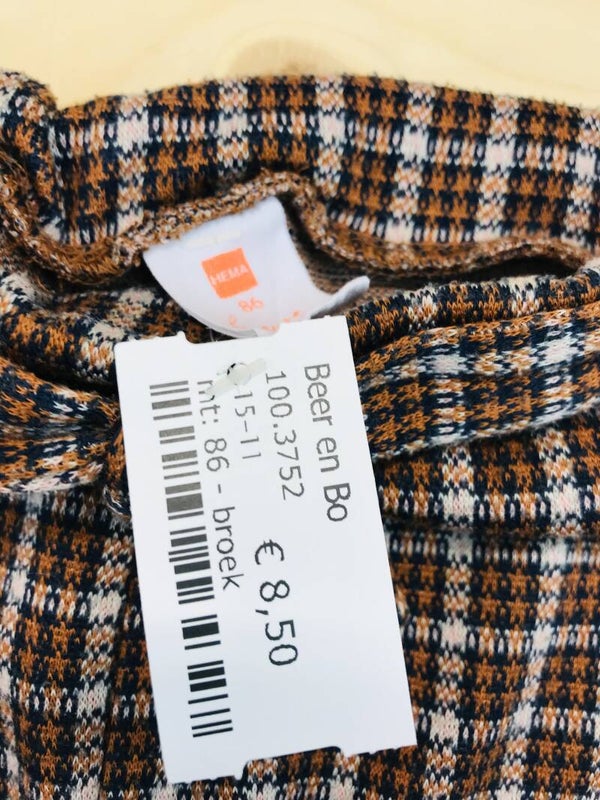 HEMA
86
Beer en Bo
100.3752
15-11
mt: 86 - broek
€ 8,50